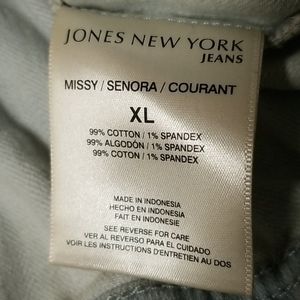 JONES NEW YORK
JEANS
MISSY / SENORA / COURANT
XL
99% COTTON / 1% SPANDEX
99% ALGODÓN / 1% SPANDEX
99% COTON / 1% SPANDEX
MADE IN INDONESIA
HECHO EN INDONESIA
FAIT EN INDONESIE
SEE REVERSE FOR CARE
VER AL REVERSO PARA EL CUIDADO
VOIR LES INSTRUCTIONS D'ENTRETIEN AU DOS